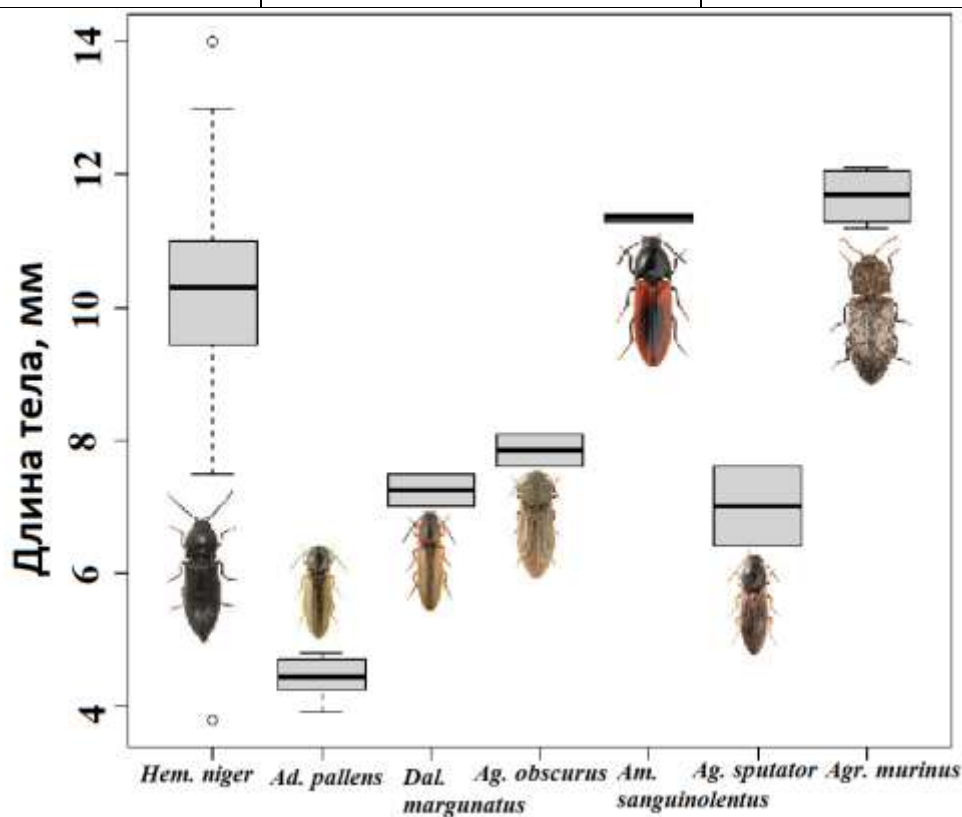 14
12
10
8
6
4
Длина тела, мм
Hem. niger
Ad. pallens
Dal.
margunatus
Ag. obscurus
Am.
sanguinolentus
Ag. sputator
Agr. murinus